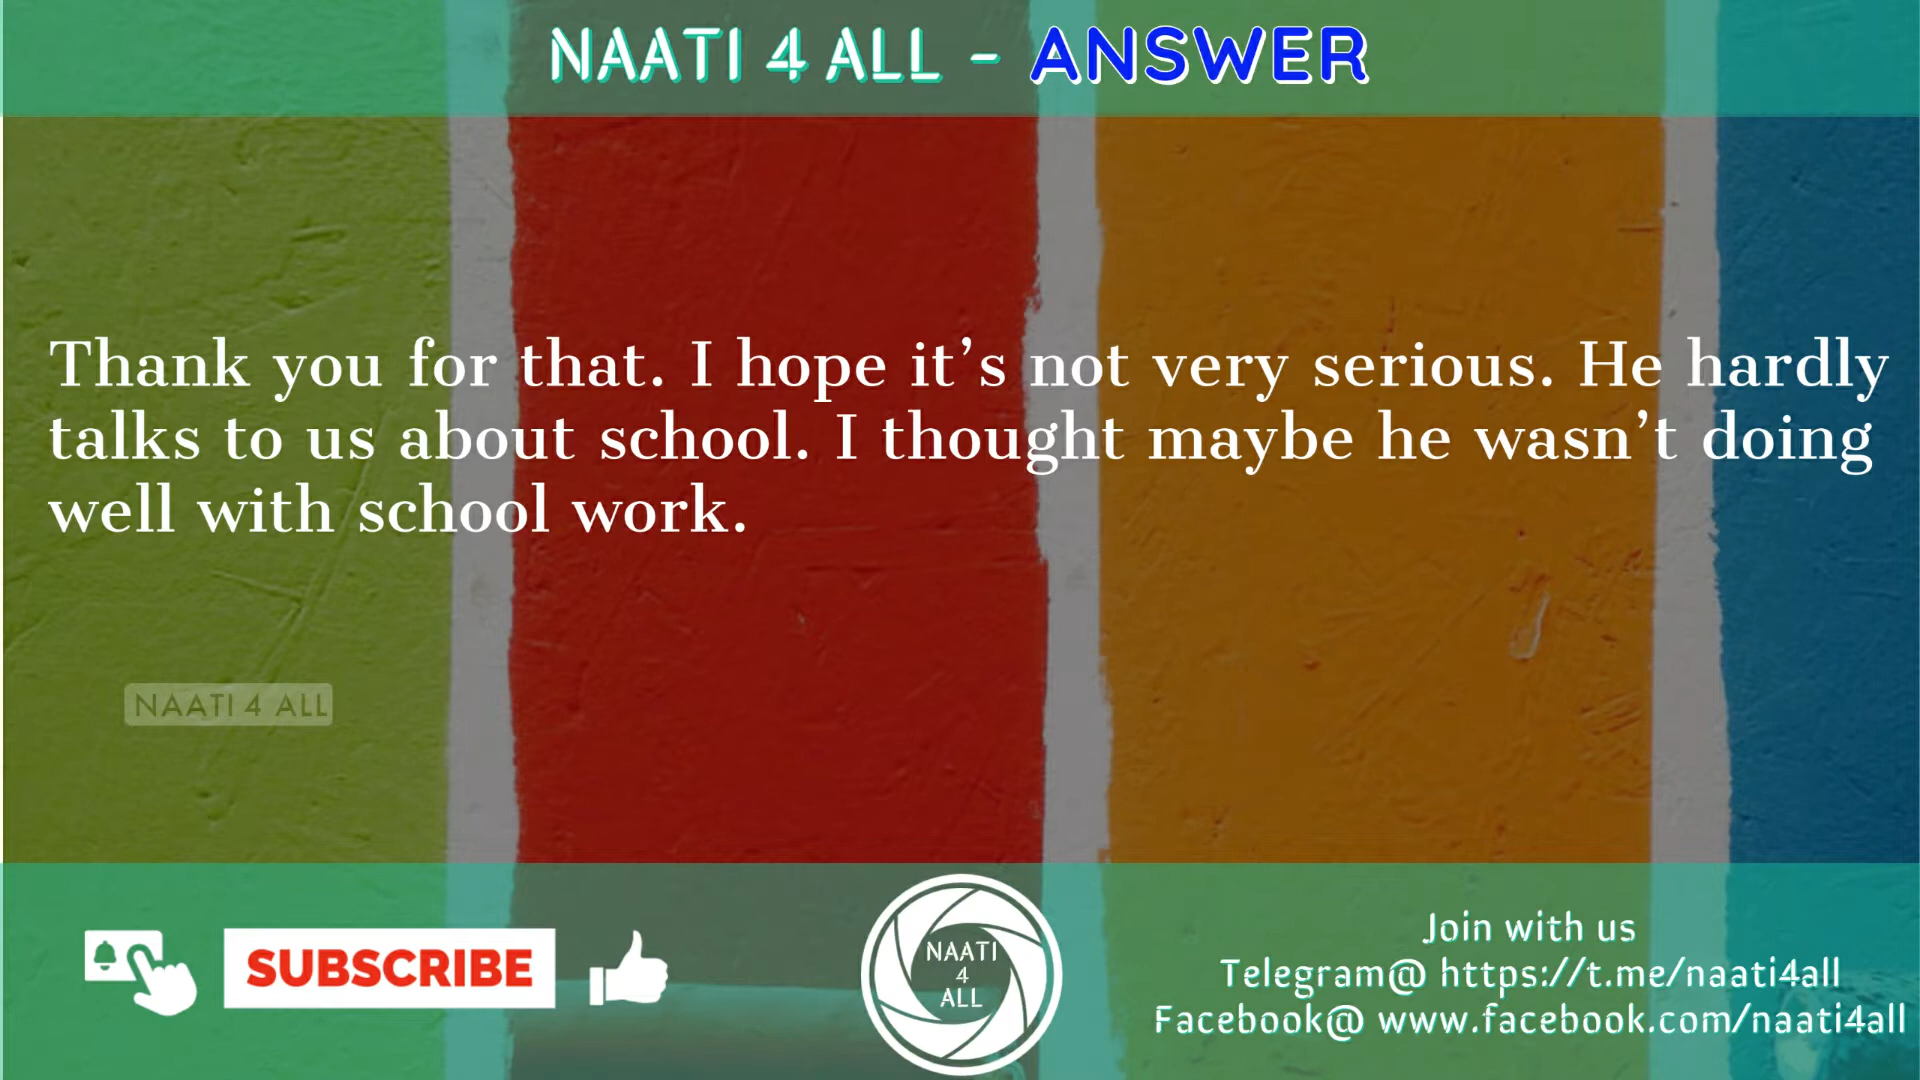 NAATI 4 ALL - ANSWER
Thank you for that. I hope it’s not very serious. He hardly
talks to us about school. I thought maybe he wasn’t doing
well with school work.
NAATI 4 ALL
SUBSCRIBE
NAATI
4
ALL
Join with us
Telegram@ https://t.me/naati4all
Facebook@ www.facebook.com/naati4all